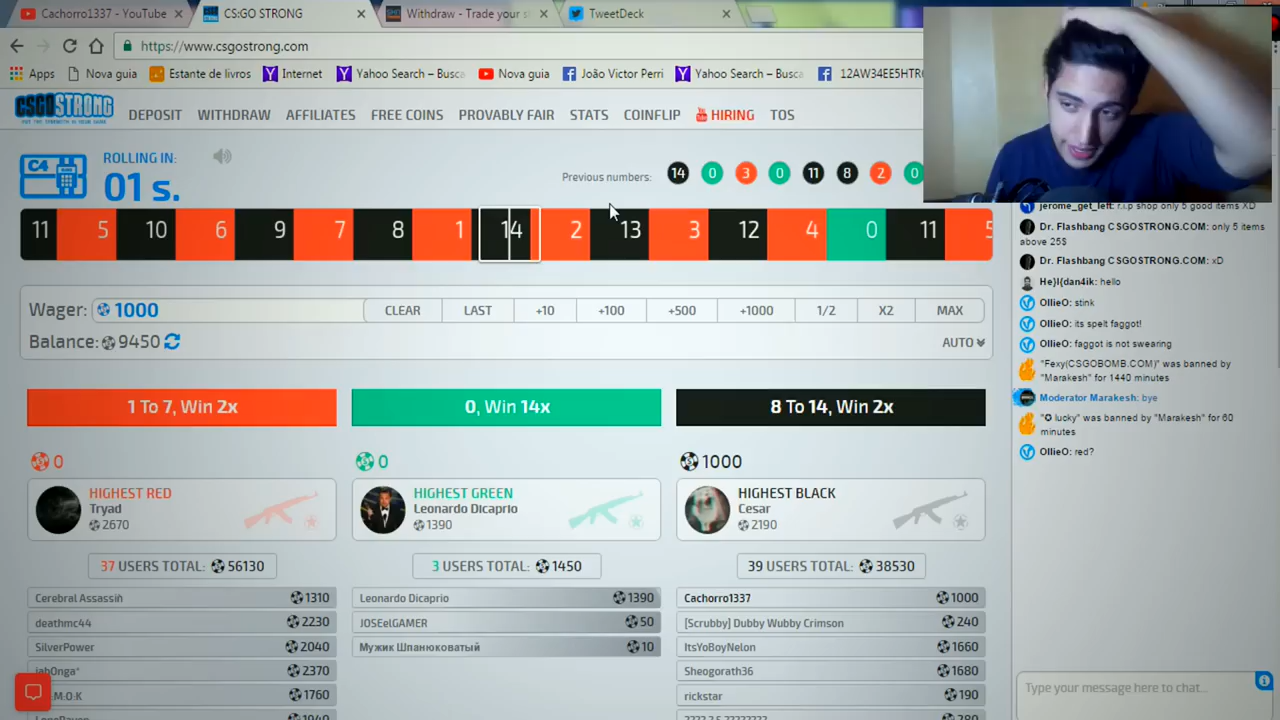 Cachorro1337 - YouTube
CS:GO STRONG
Withdraw - Trade your s
TweetDeck
https://www.csgostrong.com
Apps
Nova guia
Estante de livros
Internet
Yahoo Search – Busca
Nova guia
João Victor Perri
Yahoo Search – Busca
12AW34EE5HTR
CSGOSTRONG
DEPOSIT
WITHDRAW
AFFILIATES
FREE COINS
PROVABLY FAIR
STATS
COINFLIP
HIRING
TOS
C4
ROLLING IN:
01 s.
Previous numbers:
14 0 3 0 11 8 2 0
11 5 10 6 9 7 8 1 14 2 13 3 12 4 0 11 5
Wager: 1000
CLEAR
LAST
+10
+100
+500
+1000
1/2
X2
MAX
Balance: 9450
AUTO
1 To 7, Win 2x
0, Win 14x
8 To 14, Win 2x
0
0
1000
HIGHEST RED
Tryad
2670
HIGHEST GREEN
Leonardo Dicaprio
1390
HIGHEST BLACK
Cesar
2190
37 USERS TOTAL: 56130
3 USERS TOTAL: 1450
39 USERS TOTAL: 38530
Cerebral Assassin 1310
deathmc44 2230
SilverPower 2040
jabOnga* 2370
.M.O.K 1760
1940
Leonardo Dicaprio 1390
JOSEelGAMER 50
Мужик Шпанюковатый 10
Cachorro1337 1000
[Scrubby] Dubby Wubby Crimson 240
ItsYoBoyNelon 1660
Sheogorath36 1680
rickstar 190
280
jerome_get_left: r.i.p shop only 5 good items XD
Dr. Flashbang CSGOSTRONG.COM: only 5 items
above 25$
Dr. Flashbang CSGOSTRONG.COM: xD
He}I{dan4ik: hello
OllieO: stink
OllieO: its spelt faggot!
OllieO: faggot is not swearing
"Fexy(CSGOBOMB.COM)" was banned by
"Marakesh" for 1440 minutes
Moderator Marakesh: bye
"✪ lucky" was banned by "Marakesh" for 60
minutes
OllieO: red?
Type your message here to chat...